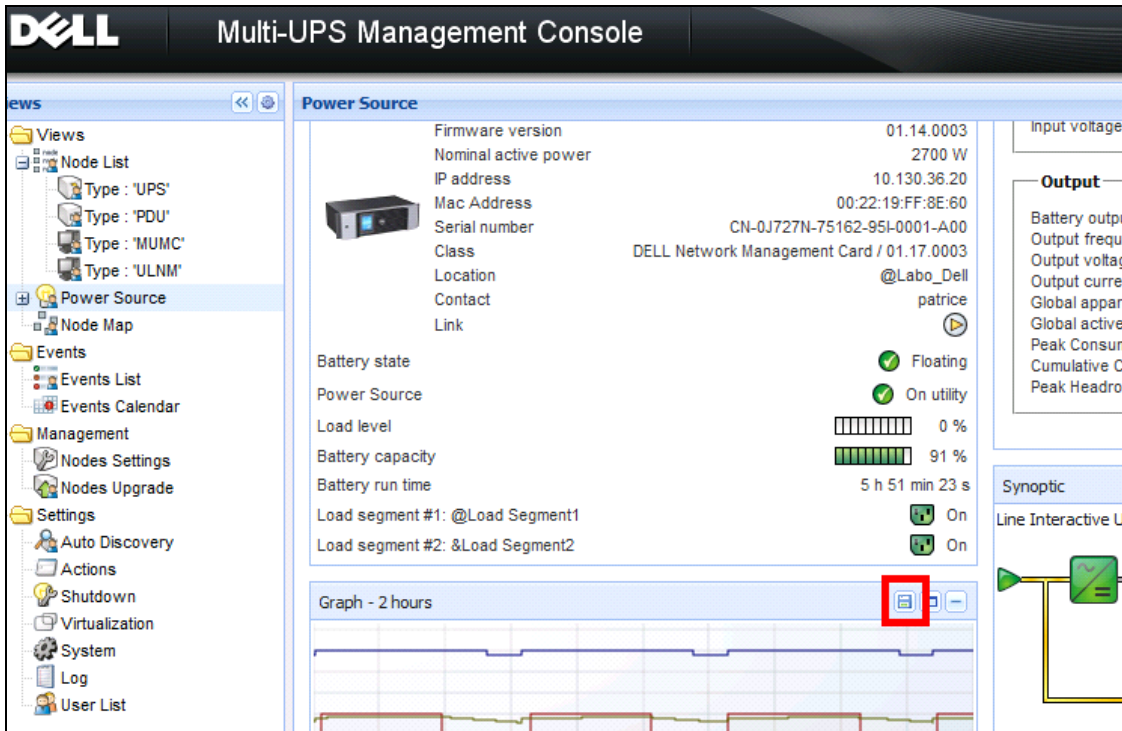 DELL
Multi-UPS Management Console
ews
Views
Node List
Type : 'UPS'
Type : 'PDU'
Type : 'MUMC'
Type : 'ULNM'
Power Source
Node Map
Events
Events List
Events Calendar
Management
Nodes Settings
Nodes Upgrade
Settings
Auto Discovery
Actions
Shutdown
Virtualization
System
Log
User List
Power Source
Firmware version 01.14.0003
Nominal active power 2700 W
IP address 10.130.36.20
Mac Address 00:22:19:FF:8E:60
Serial number CN-0J727N-75162-95I-0001-A00
Class DELL Network Management Card / 01.17.0003
Location @Labo_Dell
Contact patrice
Link
Battery state Floating
Power Source On utility
Load level 0 %
Battery capacity 91 %
Battery run time 5 h 51 min 23 s
Load segment #1: @Load Segment1 On
Load segment #2: &Load Segment2 On
Graph - 2 hours
Input voltage
Output
Battery outpu
Output frequ
Output voltag
Output curre
Global appar
Global active
Peak Consur
Cumulative C
Peak Headro
Synoptic
Line Interactive U